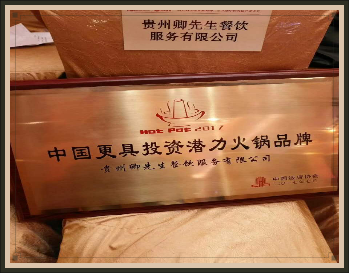 贵州卿先生餐饮
服务有限公司
HOT POT 2017
中国更具投资潜力火锅品牌
贵州卿先生餐饮服务有限公司